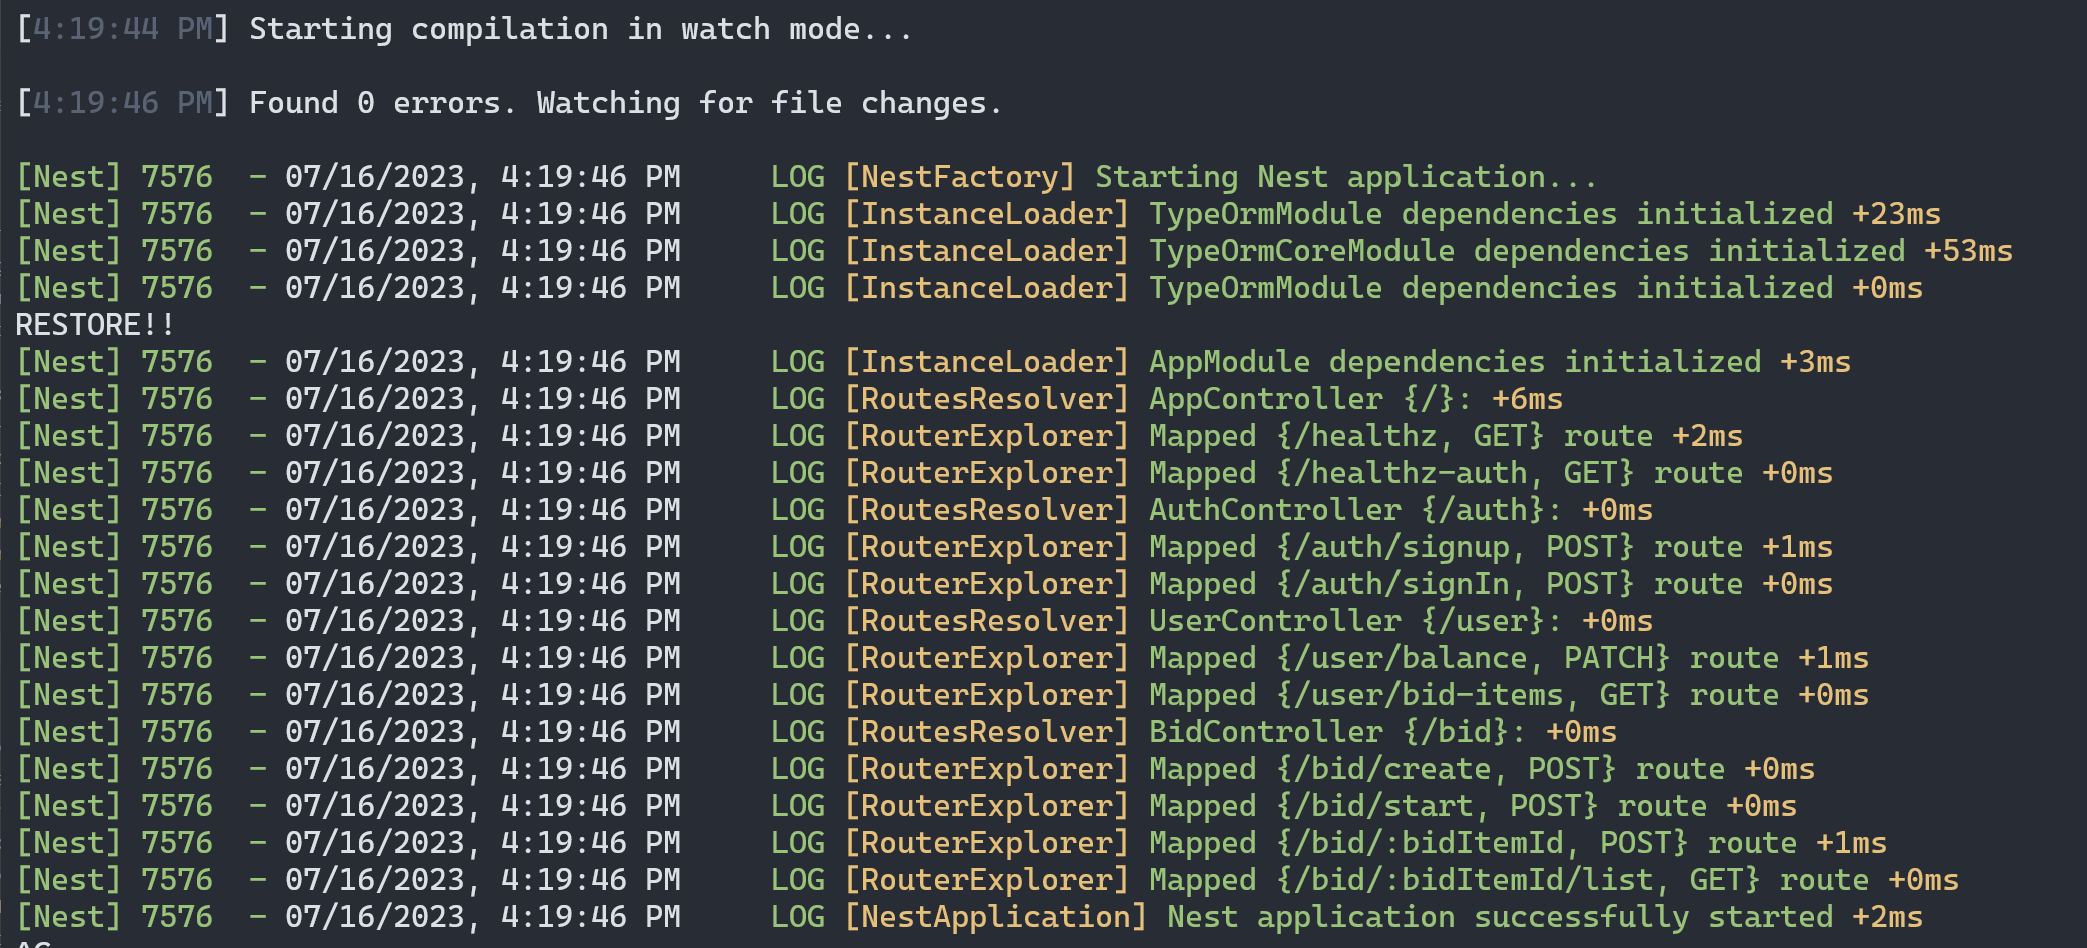 [4:19:44 PM] Starting compilation in watch mode...
[4:19:46 PM] Found 0 errors. Watching for file changes.
[Nest] 7576  - 07/16/2023, 4:19:46 PM     LOG [NestFactory] Starting Nest application...
[Nest] 7576  - 07/16/2023, 4:19:46 PM     LOG [InstanceLoader] TypeOrmModule dependencies initialized +23ms
[Nest] 7576  - 07/16/2023, 4:19:46 PM     LOG [InstanceLoader] TypeOrmCoreModule dependencies initialized +53ms
[Nest] 7576  - 07/16/2023, 4:19:46 PM     LOG [InstanceLoader] TypeOrmModule dependencies initialized +0ms
RESTORE!!
[Nest] 7576  - 07/16/2023, 4:19:46 PM     LOG [InstanceLoader] AppModule dependencies initialized +3ms
[Nest] 7576  - 07/16/2023, 4:19:46 PM     LOG [RoutesResolver] AppController {/}: +6ms
[Nest] 7576  - 07/16/2023, 4:19:46 PM     LOG [RouterExplorer] Mapped {/healthz, GET} route +2ms
[Nest] 7576  - 07/16/2023, 4:19:46 PM     LOG [RouterExplorer] Mapped {/healthz-auth, GET} route +0ms
[Nest] 7576  - 07/16/2023, 4:19:46 PM     LOG [RoutesResolver] AuthController {/auth}: +0ms
[Nest] 7576  - 07/16/2023, 4:19:46 PM     LOG [RouterExplorer] Mapped {/auth/signup, POST} route +1ms
[Nest] 7576  - 07/16/2023, 4:19:46 PM     LOG [RouterExplorer] Mapped {/auth/signIn, POST} route +0ms
[Nest] 7576  - 07/16/2023, 4:19:46 PM     LOG [RoutesResolver] UserController {/user}: +0ms
[Nest] 7576  - 07/16/2023, 4:19:46 PM     LOG [RouterExplorer] Mapped {/user/balance, PATCH} route +1ms
[Nest] 7576  - 07/16/2023, 4:19:46 PM     LOG [RouterExplorer] Mapped {/user/bid-items, GET} route +0ms
[Nest] 7576  - 07/16/2023, 4:19:46 PM     LOG [RoutesResolver] BidController {/bid}: +0ms
[Nest] 7576  - 07/16/2023, 4:19:46 PM     LOG [RouterExplorer] Mapped {/bid/create, POST} route +0ms
[Nest] 7576  - 07/16/2023, 4:19:46 PM     LOG [RouterExplorer] Mapped {/bid/start, POST} route +0ms
[Nest] 7576  - 07/16/2023, 4:19:46 PM     LOG [RouterExplorer] Mapped {/bid/:bidItemId, POST} route +1ms
[Nest] 7576  - 07/16/2023, 4:19:46 PM     LOG [RouterExplorer] Mapped {/bid/:bidItemId/list, GET} route +0ms
[Nest] 7576  - 07/16/2023, 4:19:46 PM     LOG [NestApplication] Nest application successfully started +2ms